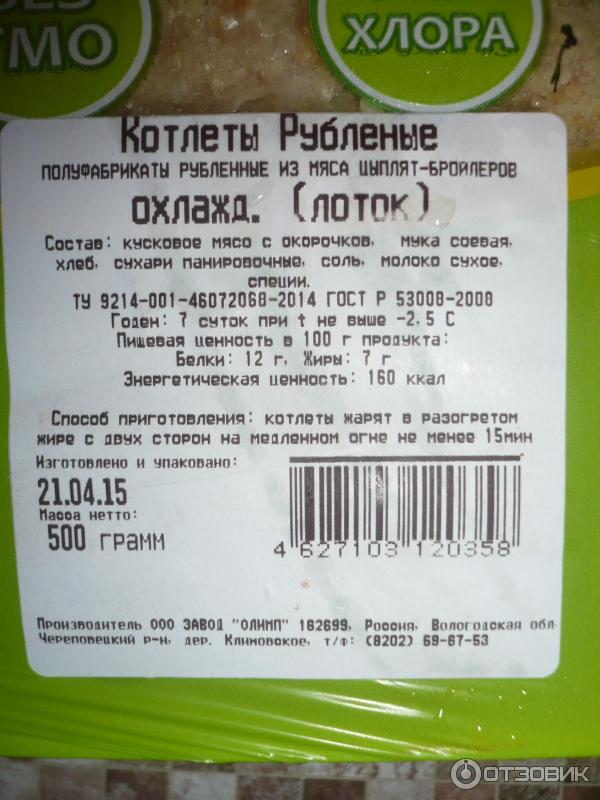 БЕЗ
ГМО
ХЛОРА
Котлеты Рубленые
ПОЛУФАБРИКАТЫ РУБЛЕННЫЕ ИЗ МЯСА ЦЫПЛЯТ-БРОЙЛЕРОВ
охлажд. (лоток)
Состав: кусковое мясо с окорочков, мука соевая,
хлеб, сухари панировочные, соль, молоко сухое,
специи.
ТУ 9214-001-46072068-2014 ГОСТ Р 53008-2008
Годен: 7 суток при t не выше -2,5 С
Пищевая ценность в 100 г продукта:
Белки: 12 г, Жиры: 7 г
Энергетическая ценность: 160 ккал
Способ приготовления: котлеты жарят в разогретом
жире с двух сторон на медленном огне не менее 15мин
Изготовлено и упаковано:
21.04.15
Масса нетто:
500 грамм
4 627103 120358
Производитель ООО ЗАВОД "ОЛИМП" 162699, Россия, Вологодская обл.
Череповецкий р-н, дер. Климовское, т/ф: (8202) 69-67-53
ОТЗОВИК